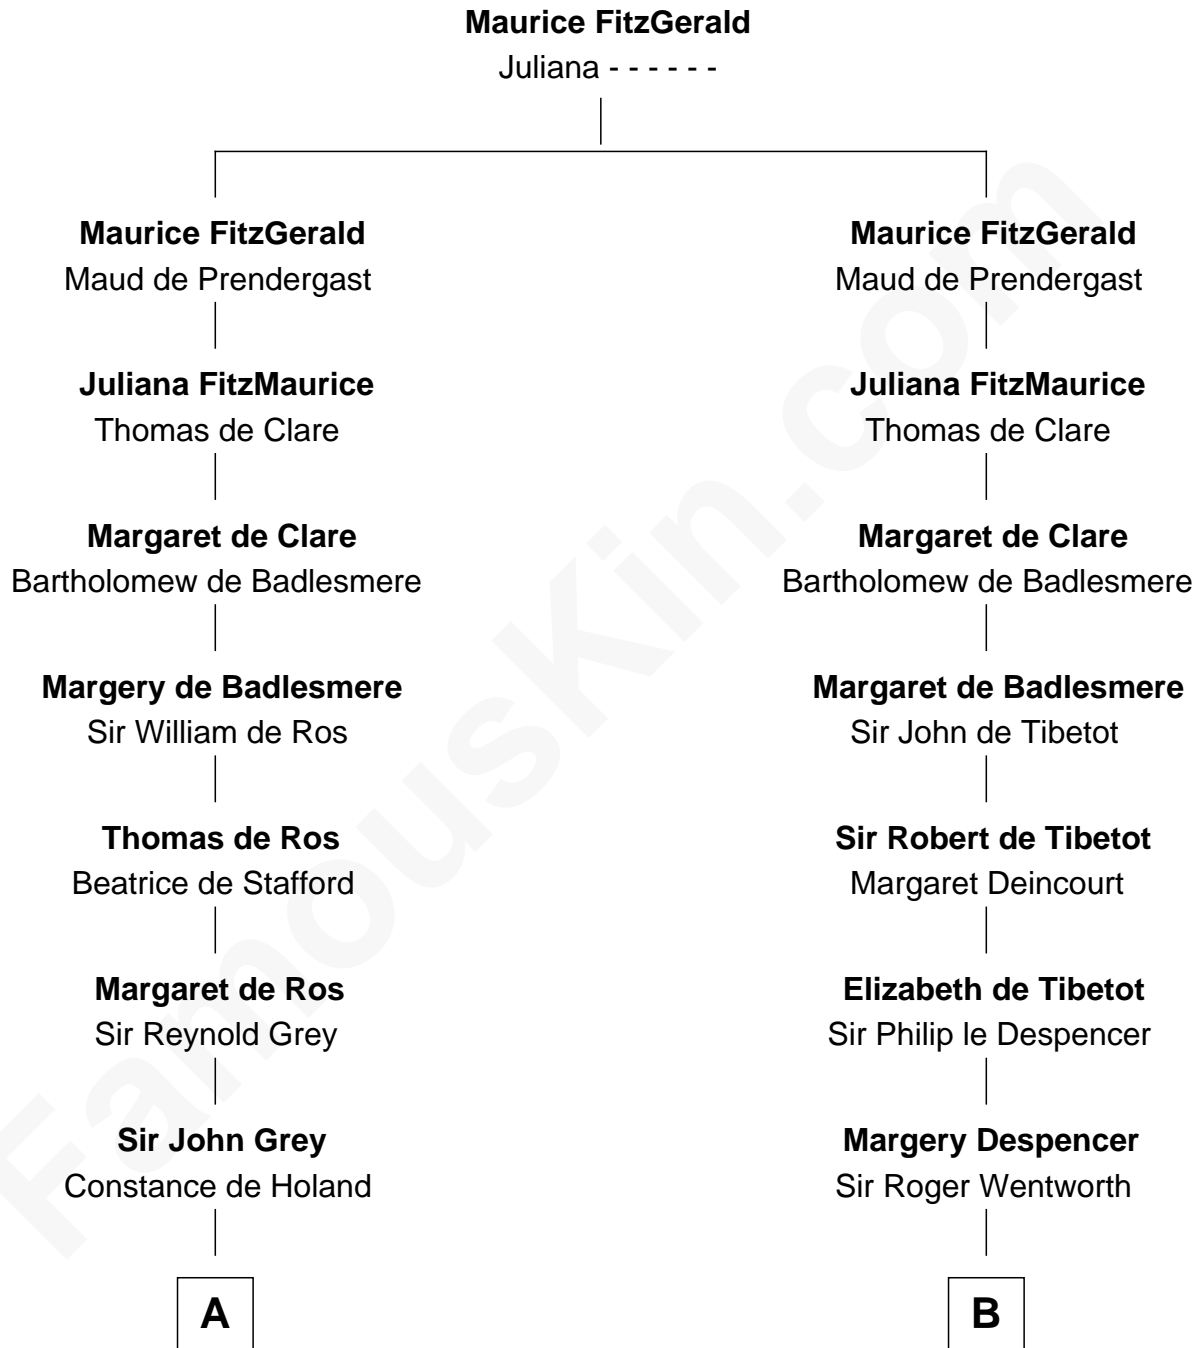 Maurice FitzGerald
Juliana - - - - - -
Maurice FitzGerald
Maud de Prendergast
Juliana FitzMaurice
Thomas de Clare
Margaret de Clare
Bartholomew de Badlesmere
Margery de Badlesmere
Sir William de Ros
Thomas de Ros
Beatrice de Stafford
Margaret de Ros
Sir Reynold Grey
Sir John Grey
Constance de Holand
A
Maurice FitzGerald
Maud de Prendergast
Juliana FitzMaurice
Thomas de Clare
Margaret de Clare
Bartholomew de Badlesmere
Margaret de Badlesmere
Sir John de Tibetot
Sir Robert de Tibetot
Margaret Deincourt
Elizabeth de Tibetot
Sir Philip le Despencer
Margery Despencer
Sir Roger Wentworth
B
FamousKin.com